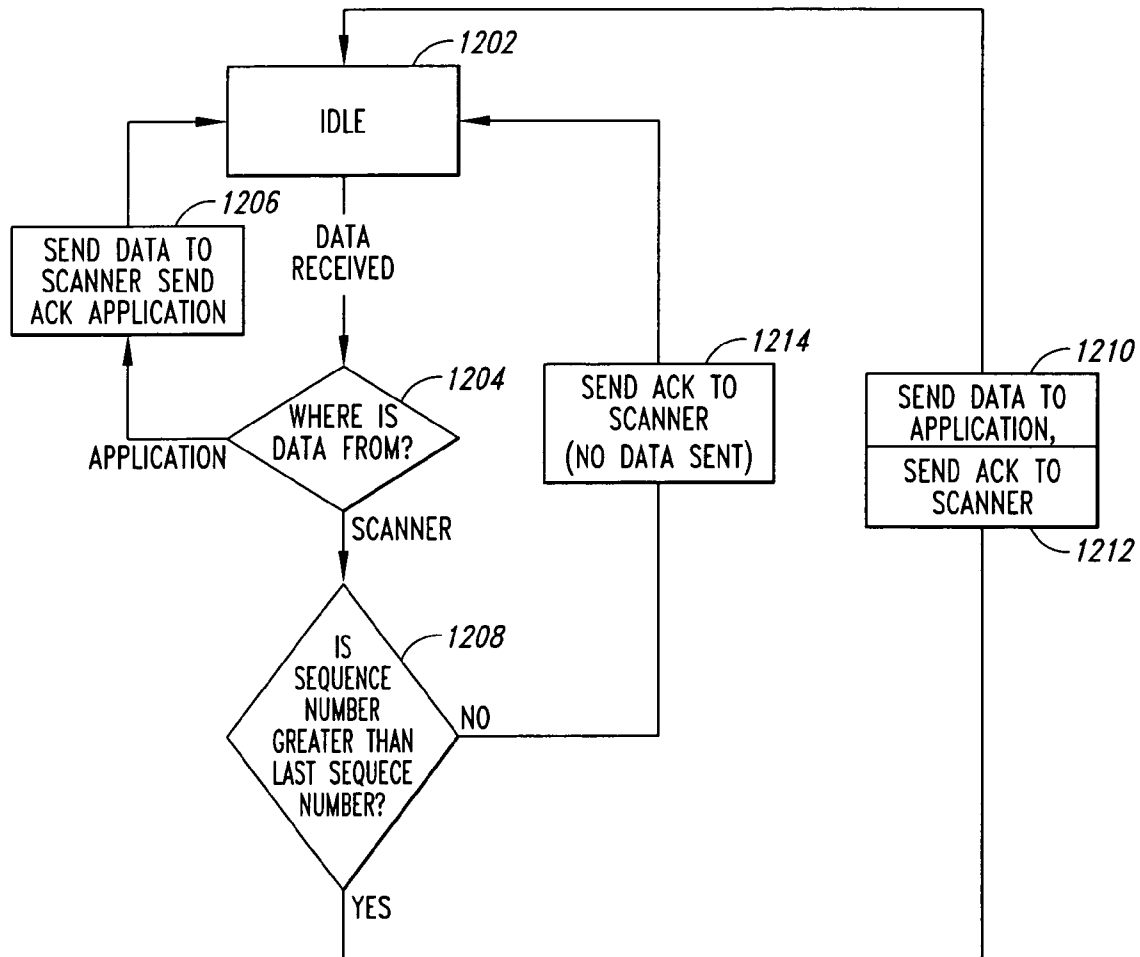 1202
IDLE
1206
SEND DATA TO
SCANNER SEND
ACK APPLICATION
DATA
RECEIVED
1204
WHERE IS
DATA FROM?
APPLICATION
SCANNER
1214
SEND ACK TO
SCANNER
(NO DATA SENT)
1210
SEND DATA TO
APPLICATION,
SEND ACK TO
SCANNER
1212
1208
IS
SEQUENCE
NUMBER
GREATER THAN
LAST SEQUECE
NUMBER?
NO
YES